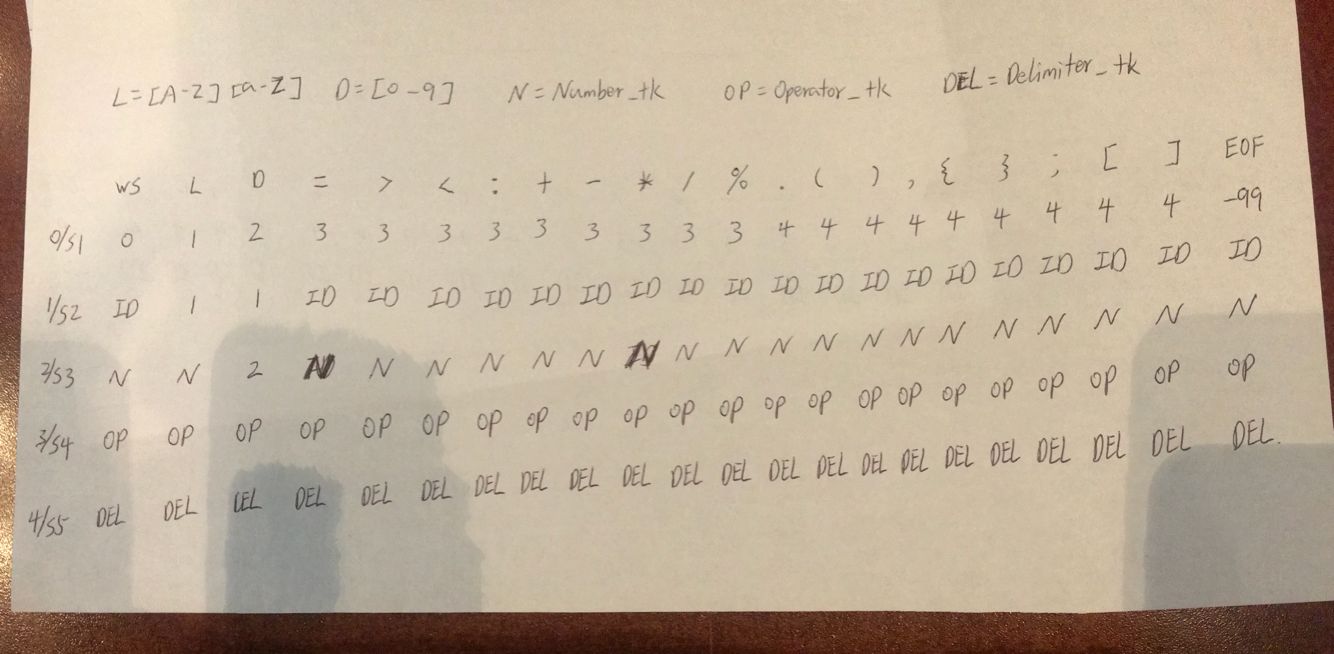 L=[A-Z][a-z] D=[0-9] N=Number_tk OP=Operator_tk DEL=Delimiter_tk
WS L D = > < : + - * / % . ( ) , { } ; [ ] EOF
0/S1 0 1 2 3 3 3 3 3 3 3 3 3 4 4 4 4 4 4 4 4 4 -99
1/S2 ID 1 1 ID ID ID ID ID ID ID ID ID ID ID ID ID ID ID ID ID ID ID
2/S3 N N 2 N N N N N N N N N N N N N N N N N N N
3/S4 OP OP OP OP OP OP OP OP OP OP OP OP OP OP OP OP OP OP OP OP OP OP
4/S5 DEL DEL DEL DEL DEL DEL DEL DEL DEL DEL DEL DEL DEL DEL DEL DEL DEL DEL DEL DEL DEL DEL.